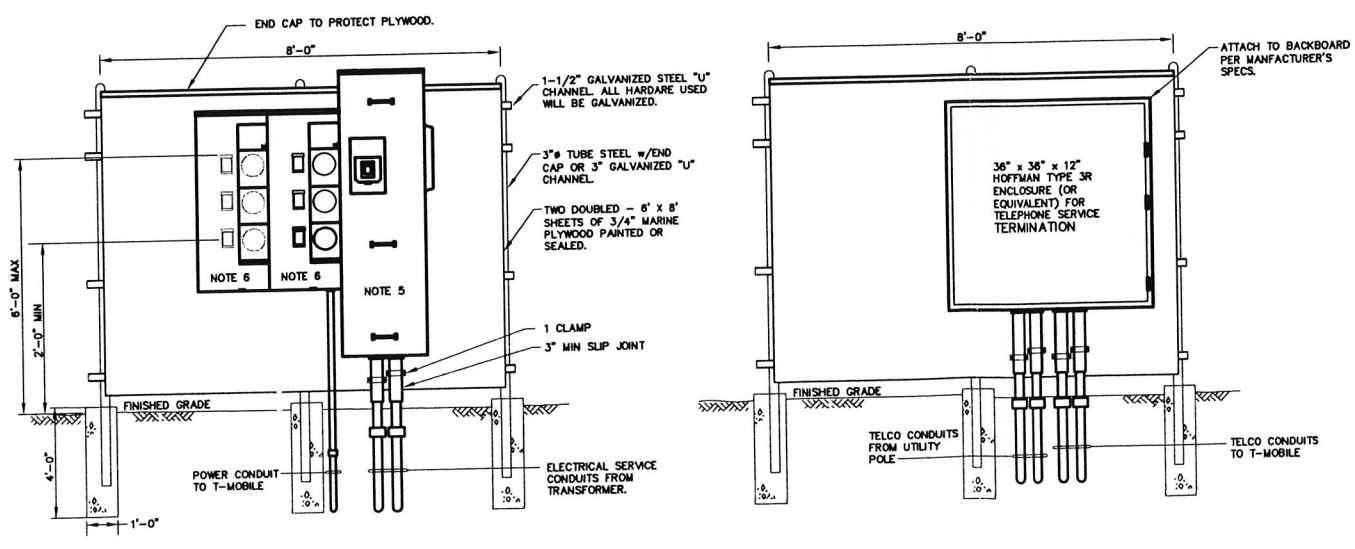 END CAP TO PROTECT PLYWOOD.
8'-0"
1-1/2" GALVANIZED STEEL "U"
CHANNEL. ALL HARDARE USED
WILL BE GALVANIZED.
3"ø TUBE STEEL w/END
CAP OR 3" GALVANIZED "U"
CHANNEL.
TWO DOUBLED - 6' X 8'
SHEETS OF 3/4" MARINE
PLYWOOD PAINTED OR
SEALED.
6'-0" MAX
2'-0" MIN
NOTE 6
NOTE 6
NOTE 5
1 CLAMP
3" MIN SLIP JOINT
FINISHED GRADE
4'-0"
1'-0"
POWER CONDUIT
TO T-MOBILE
ELECTRICAL SERVICE
CONDUITS FROM
TRANSFORMER.
8'-0"
ATTACH TO BACKBOARD
PER MANFACTURER'S
SPECS.
36" x 36" x 12"
HOFFMAN TYPE 3R
ENCLOSURE (OR
EQUIVALENT) FOR
TELEPHONE SERVICE
TERMINATION
FINISHED GRADE
TELCO CONDUITS
FROM UTILITY
POLE
TELCO CONDUITS
TO T-MOBILE